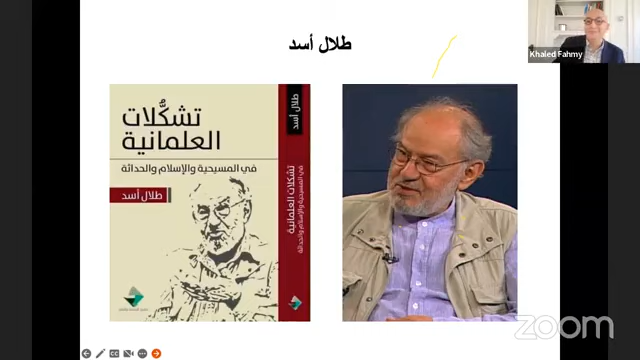 طلال أسد
Khaled Fahmy
تشكُّلات
العلمانية
في المسيحية والإسلام والحداثة
طلال أسد
طلال أسد
تشكلات العلمانية
في المسيحية والإسلام والحداثة
zoom